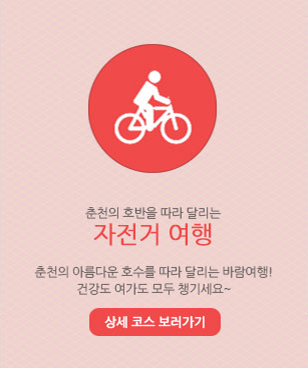 춘천의 호반을 따라 달리는
자전거 여행
춘천의 아름다운 호수를 따라 달리는 바람여행!
건강도 여가도 모두 챙기세요~
상세 코스 보러가기